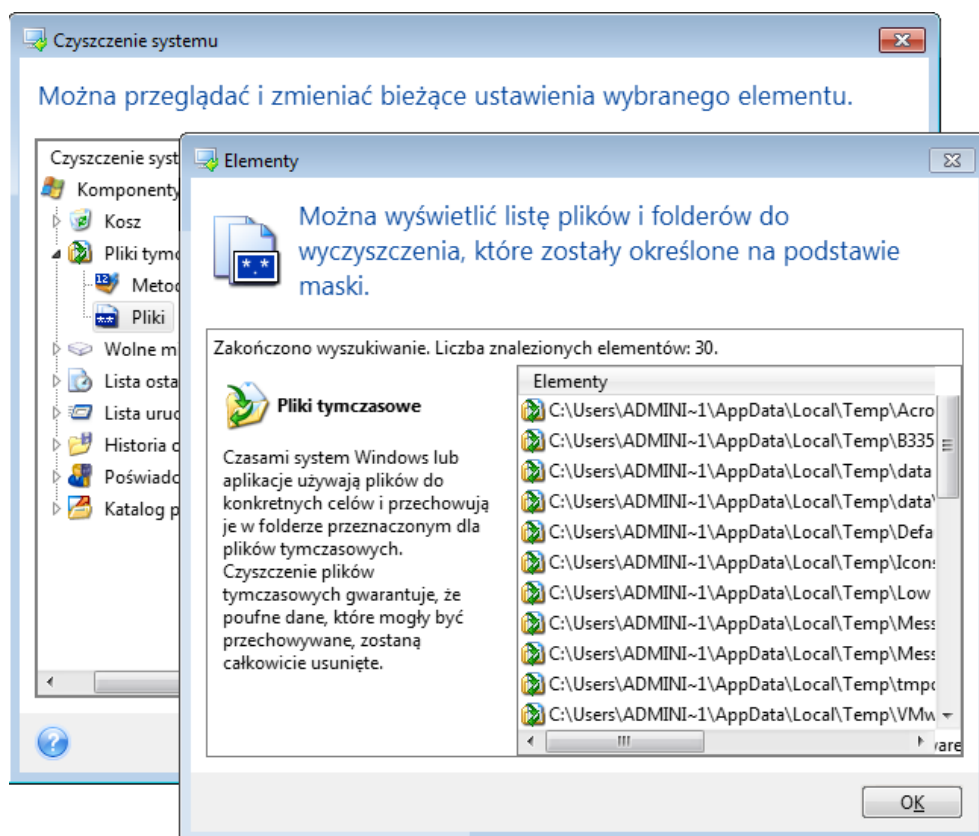 Czyszczenie systemu
Można przeglądać i zmieniać bieżące ustawienia wybranego elementu.
Czyszczenie syst
Komponenty
Kosz
Pliki tymc
Metod
Pliki
Wolne mi
Lista osta
Lista uruc
Historia o
Poświadc
Katalog p
Elementy
Można wyświetlić listę plików i folderów do
wyczyszczenia, które zostały określone na podstawie
maski.
Zakończono wyszukiwanie. Liczba znalezionych elementów: 30.
Pliki tymczasowe
Czasami system Windows lub
aplikacje używają plików do
konkretnych celów i przechowują
je w folderze przeznaczonym dla
plików tymczasowych.
Czyszczenie plików
tymczasowych gwarantuje, że
poufne dane, które mogły być
przechowywane, zostaną
całkowicie usunięte.
Elementy
C:\Users\ADMINI~1\AppData\Local\Temp\Acro
C:\Users\ADMINI~1\AppData\Local\Temp\B335
C:\Users\ADMINI~1\AppData\Local\Temp\data
C:\Users\ADMINI~1\AppData\Local\Temp\data\
C:\Users\ADMINI~1\AppData\Local\Temp\Defa
C:\Users\ADMINI~1\AppData\Local\Temp\Icons
C:\Users\ADMINI~1\AppData\Local\Temp\Low
C:\Users\ADMINI~1\AppData\Local\Temp\Mess
C:\Users\ADMINI~1\AppData\Local\Temp\Mess
C:\Users\ADMINI~1\AppData\Local\Temp\tmpc
C:\Users\ADMINI~1\AppData\Local\Temp\VMw
OK